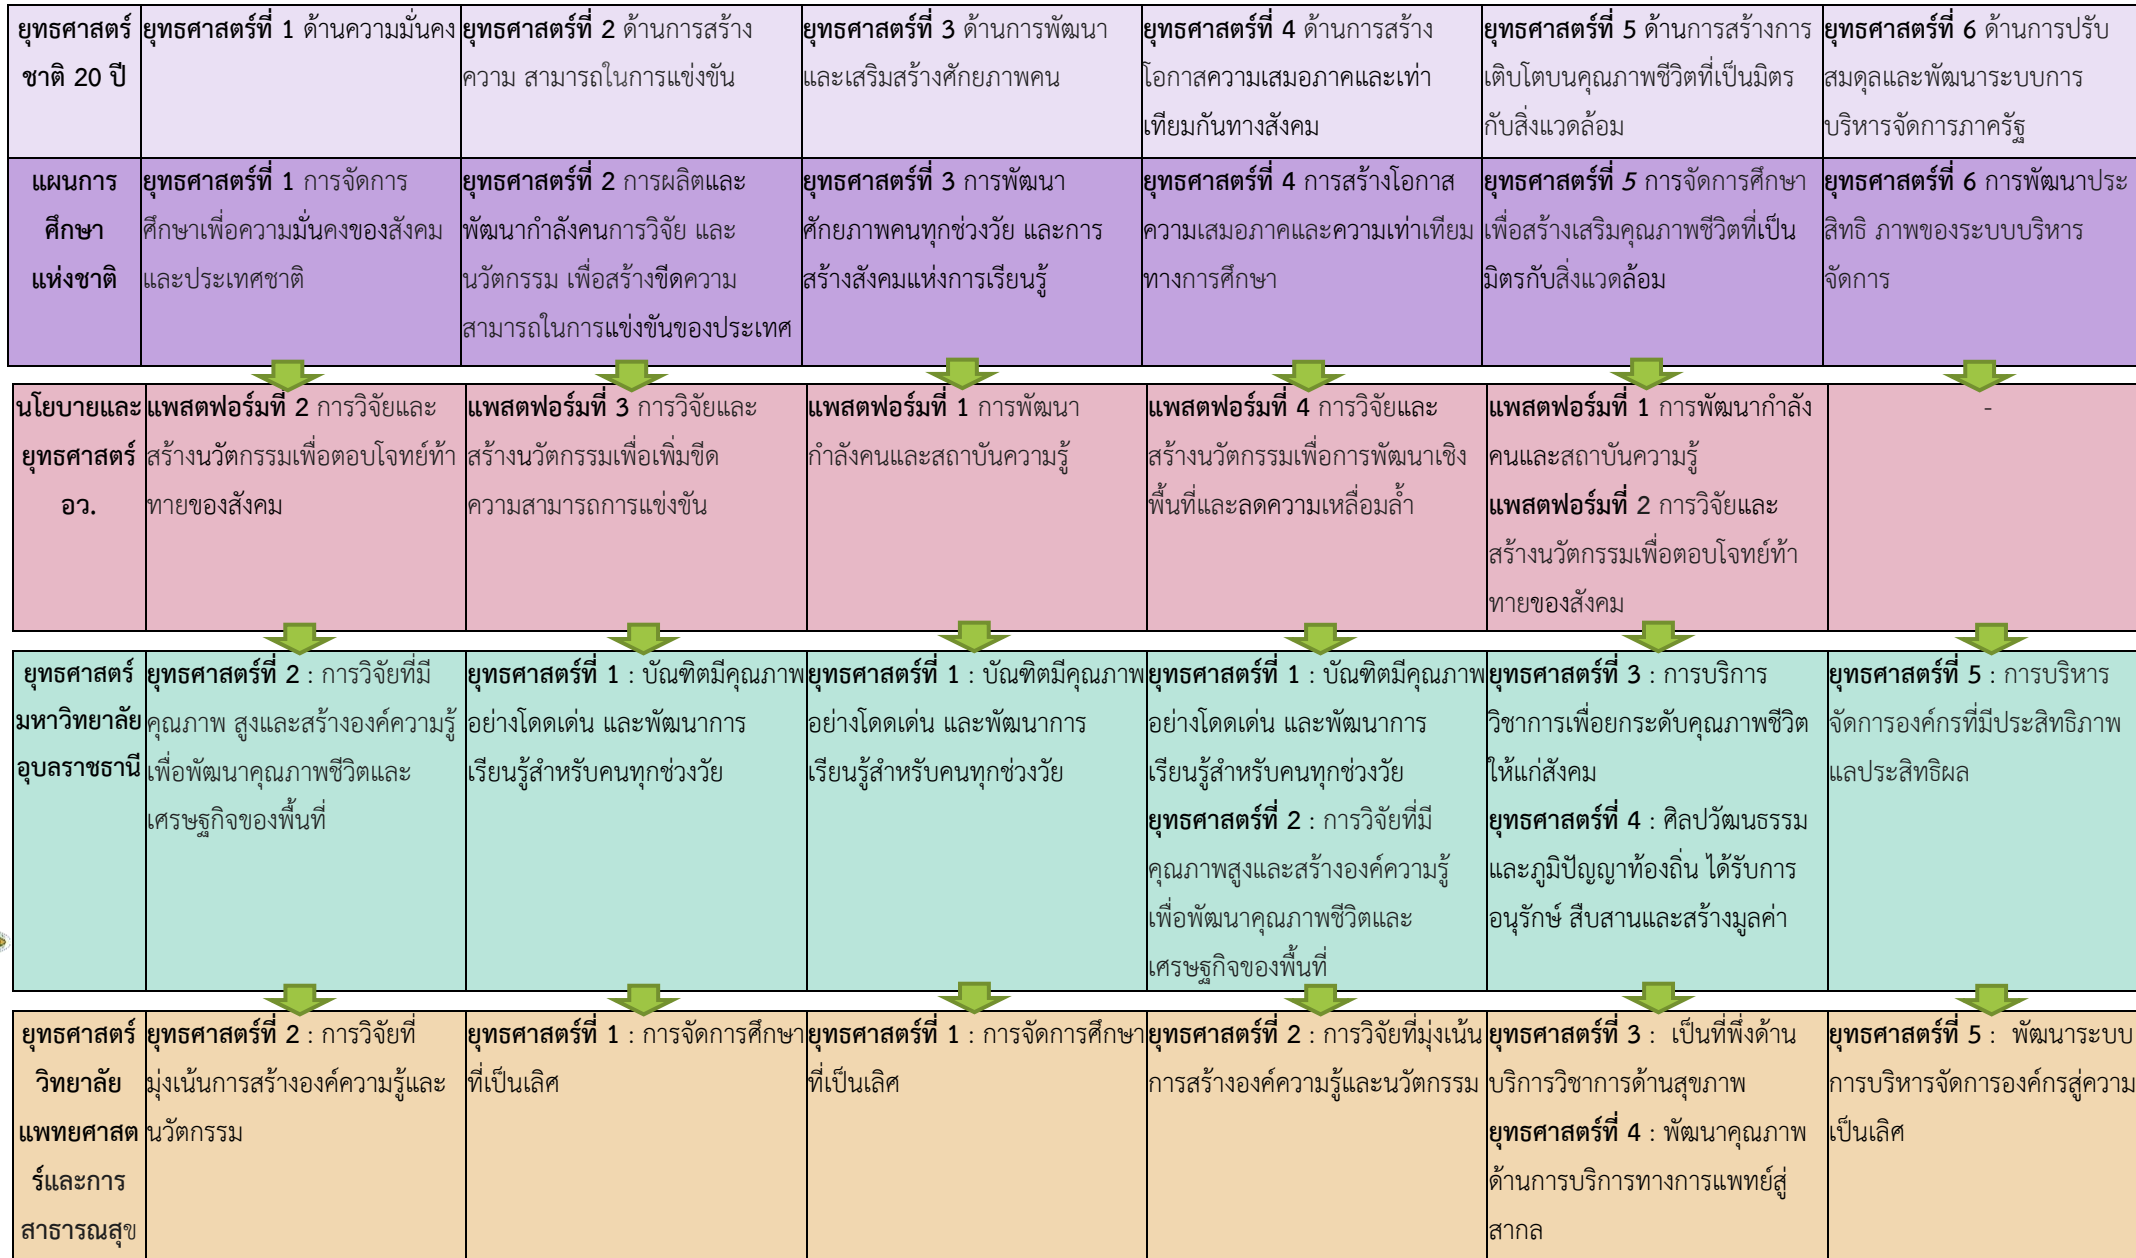 ยุทธศาสตร์
ชาติ 20 ปี
ยุทธศาสตร์ที่ 1 ด้านความมั่นคง
ยุทธศาสตร์ที่ 2 ด้านการสร้าง
ความ สามารถในการแข่งขัน
ยุทธศาสตร์ที่ 3 ด้านการพัฒนา
และเสริมสร้างศักยภาพคน
ยุทธศาสตร์ที่ 4 ด้านการสร้าง
โอกาสความเสมอภาคและเท่า
เทียมกันทางสังคม
ยุทธศาสตร์ที่ 5 ด้านการสร้างการ
เติบโตบนคุณภาพชีวิตที่เป็นมิตร
กับสิ่งแวดล้อม
ยุทธศาสตร์ที่ 6 ด้านการปรับ
สมดุลและพัฒนาระบบการ
บริหารจัดการภาครัฐ
แผนการ
ศึกษา
แห่งชาติ
ยุทธศาสตร์ที่ 1 การจัดการ
ศึกษาเพื่อความมั่นคงของสังคม
และประเทศชาติ
ยุทธศาสตร์ที่ 2 การผลิตและ
พัฒนากำลังคนการวิจัย และ
นวัตกรรม เพื่อสร้างขีดความ
สามารถในการแข่งขันของประเทศ
ยุทธศาสตร์ที่ 3 การพัฒนา
ศักยภาพคนทุกช่วงวัย และการ
สร้างสังคมแห่งการเรียนรู้
ยุทธศาสตร์ที่ 4 การสร้างโอกาส
ความเสมอภาคและความเท่าเทียม
ทางการศึกษา
ยุทธศาสตร์ที่ 5 การจัดการศึกษา
เพื่อสร้างเสริมคุณภาพชีวิตที่เป็น
มิตรกับสิ่งแวดล้อม
ยุทธศาสตร์ที่ 6 การพัฒนาประ
สิทธิ ภาพของระบบบริหาร
จัดการ
นโยบายและ
ยุทธศาสตร์
อว.
แพสตฟอร์มที่ 2 การวิจัยและ
สร้างนวัตกรรมเพื่อตอบโจทย์ท้า
ทายของสังคม
แพสตฟอร์มที่ 3 การวิจัยและ
สร้างนวัตกรรมเพื่อเพิ่มขีด
ความสามารถการแข่งขัน
แพสตฟอร์มที่ 1 การพัฒนา
กำลังคนและสถาบันความรู้
แพสตฟอร์มที่ 4 การวิจัยและ
สร้างนวัตกรรมเพื่อการพัฒนาเชิง
พื้นที่และลดความเหลื่อมล้ำ
แพสตฟอร์มที่ 1 การพัฒนากำลัง
คนและสถาบันความรู้
แพสตฟอร์มที่ 2 การวิจัยและ
สร้างนวัตกรรมเพื่อตอบโจทย์ท้า
ทายของสังคม
-
ยุทธศาสตร์
มหาวิทยาลัย
อุบลราชธานี
ยุทธศาสตร์ที่ 2 : การวิจัยที่มี
คุณภาพ สูงและสร้างองค์ความรู้
เพื่อพัฒนาคุณภาพชีวิตและ
เศรษฐกิจของพื้นที่
ยุทธศาสตร์ที่ 1 : บัณฑิตมีคุณภาพ
อย่างโดดเด่น และพัฒนาการ
เรียนรู้สำหรับคนทุกช่วงวัย
ยุทธศาสตร์ที่ 1 : บัณฑิตมีคุณภาพ
อย่างโดดเด่น และพัฒนาการ
เรียนรู้สำหรับคนทุกช่วงวัย
ยุทธศาสตร์ที่ 1 : บัณฑิตมีคุณภาพ
อย่างโดดเด่น และพัฒนาการ
เรียนรู้สำหรับคนทุกช่วงวัย
ยุทธศาสตร์ที่ 2 : การวิจัยที่มี
คุณภาพสูงและสร้างองค์ความรู้
เพื่อพัฒนาคุณภาพชีวิตและ
เศรษฐกิจของพื้นที่
ยุทธศาสตร์ที่ 3 : การบริการ
วิชาการเพื่อยกระดับคุณภาพชีวิต
ให้แก่สังคม
ยุทธศาสตร์ที่ 4 : ศิลปวัฒนธรรม
และภูมิปัญญาท้องถิ่น ได้รับการ
อนุรักษ์ สืบสานและสร้างมูลค่า
ยุทธศาสตร์ที่ 5 : การบริหาร
จัดการองค์กรที่มีประสิทธิภาพ
แลประสิทธิผล
ยุทธศาสตร์
วิทยาลัย
แพทยศาสต
ร์และการ
สาธารณสุข
ยุทธศาสตร์ที่ 2 : การวิจัยที่
มุ่งเน้นการสร้างองค์ความรู้และ
นวัตกรรม
ยุทธศาสตร์ที่ 1 : การจัดการศึกษา
ที่เป็นเลิศ
ยุทธศาสตร์ที่ 1 : การจัดการศึกษา
ที่เป็นเลิศ
ยุทธศาสตร์ที่ 2 : การวิจัยที่มุ่งเน้น
การสร้างองค์ความรู้และนวัตกรรม
ยุทธศาสตร์ที่ 3 : เป็นที่พึ่งด้าน
บริการวิชาการด้านสุขภาพ
ยุทธศาสตร์ที่ 4 : พัฒนาคุณภาพ
ด้านการบริการทางการแพทย์สู่
สากล
ยุทธศาสตร์ที่ 5 : พัฒนาระบบ
การบริหารจัดการองค์กรสู่ความ
เป็นเลิศ